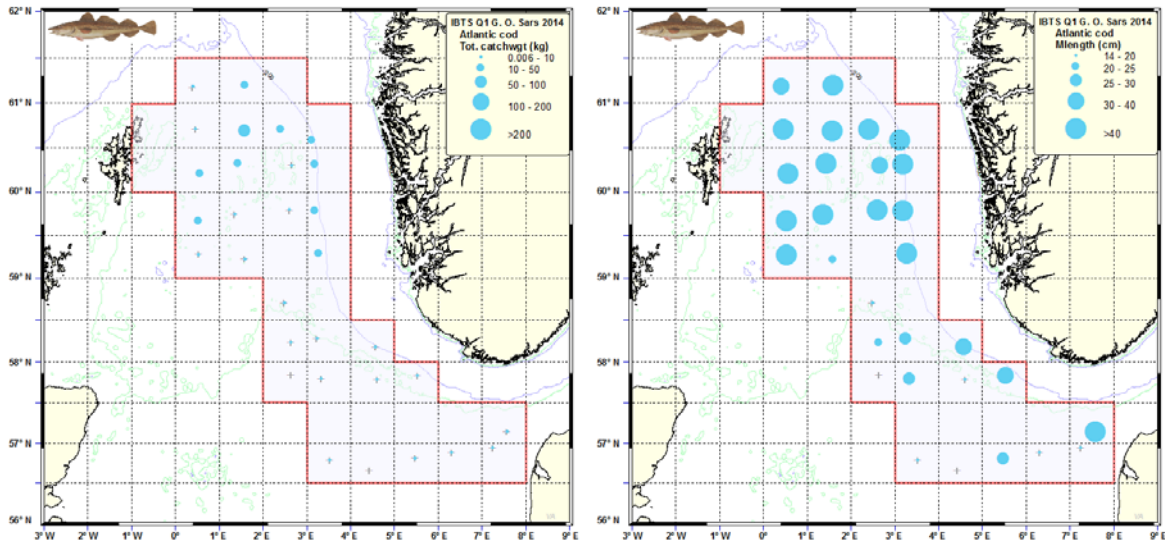 IBTS Q1 G. O. Sars 2014
Atlantic cod
Tot. catchwgt (kg)
0.006 - 10
10 - 50
50 - 100
100 - 200
>200
62° N
61° N
60° N
59° N
58° N
57° N
56° N
3° W 2° W 1° W 0° 1° E 2° E 3° E 4° E 5° E 6° E 7° E 8° E 9° E
IBTS Q1 G. O. Sars 2014
Atlantic cod
Mlength (cm)
14 - 20
20 - 25
25 - 30
30 - 40
>40
62° N
61° N
60° N
59° N
58° N
57° N
56° N
3° W 2° W 1° W 0° 1° E 2° E 3° E 4° E 5° E 6° E 7° E 8° E 9° E